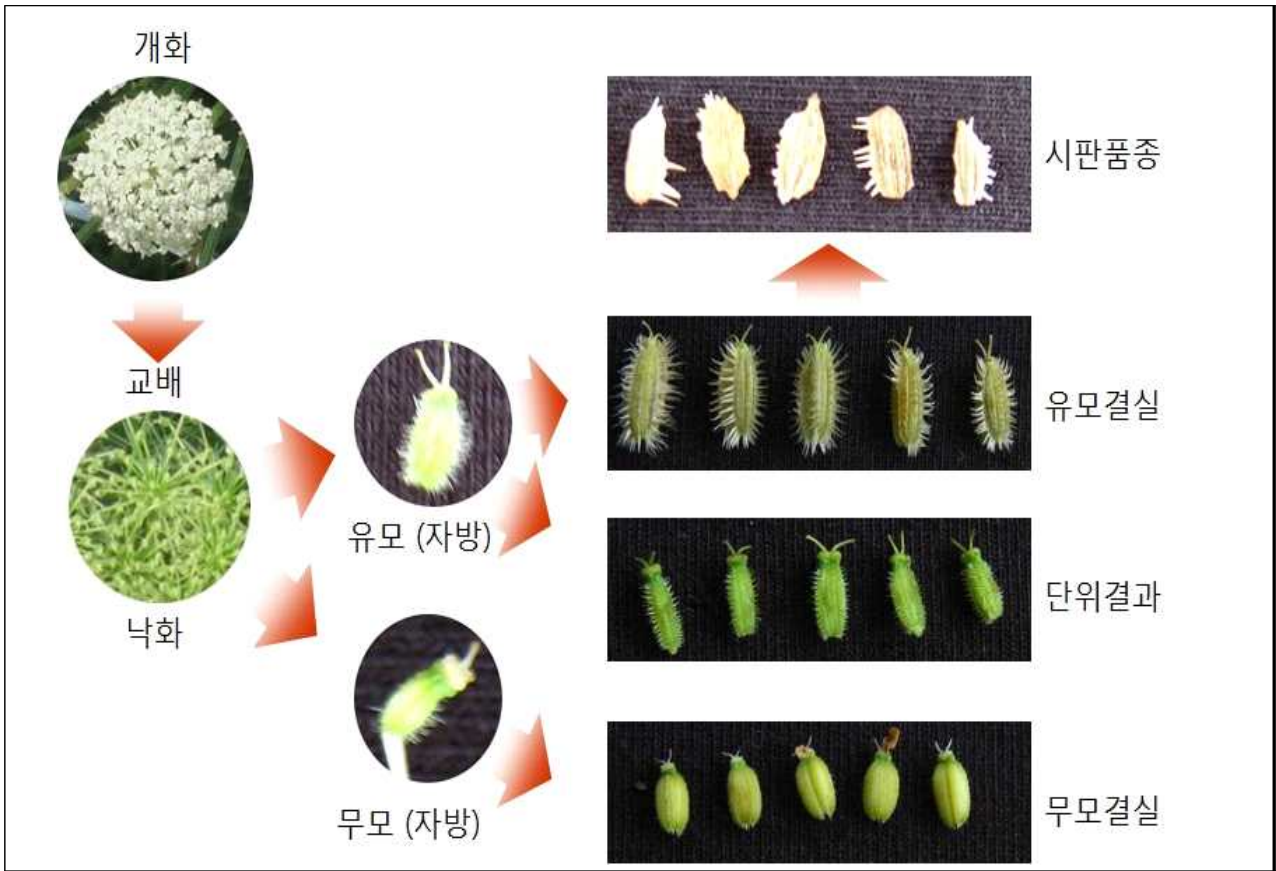 개화
시판품종
교배
유모결실
유모 (자방)
단위결과
낙화
무모 (자방)
무모결실